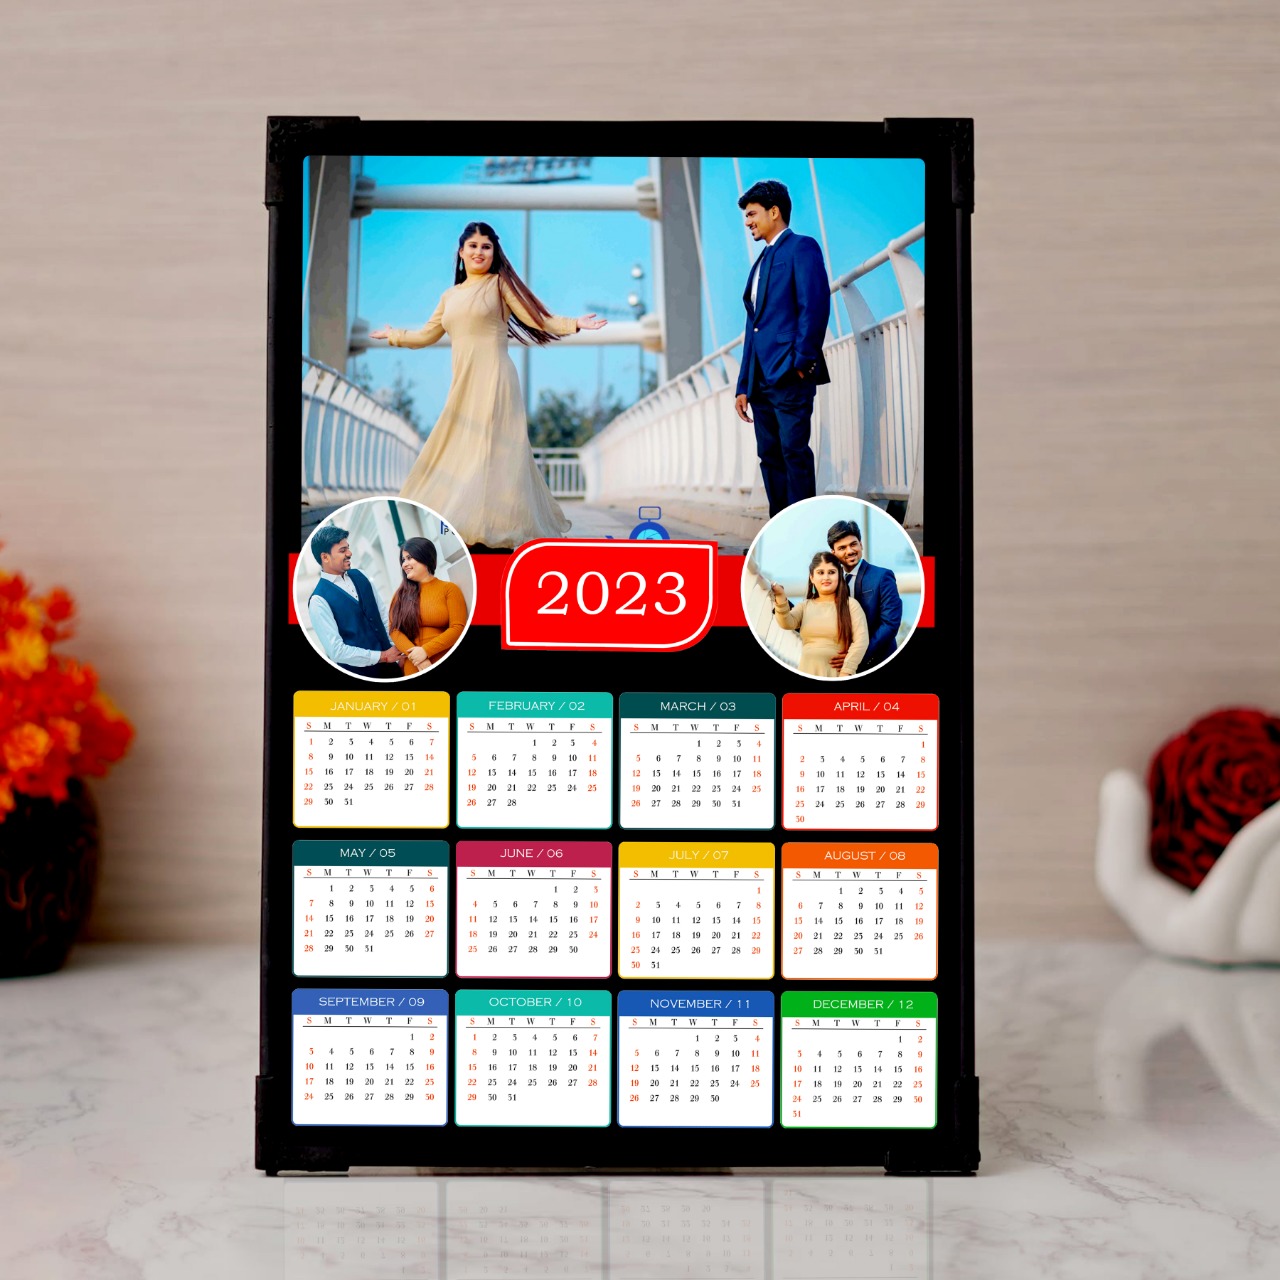 2023
JANUARY / 01
S M T W T F S
1 2 3 4 5 6 7
8 9 10 11 12 13 14
15 16 17 18 19 20 21
22 23 24 25 26 27 28
29 30 31
FEBRUARY / 02
S M T W T F S
1 2 3 4
5 6 7 8 9 10 11
12 13 14 15 16 17 18
19 20 21 22 23 24 25
26 27 28
MARCH / 03
S M T W T F S
1 2 3 4
5 6 7 8 9 10 11
12 13 14 15 16 17 18
19 20 21 22 23 24 25
26 27 28 29 30 31
APRIL / 04
S M T W T F S
1
2 3 4 5 6 7 8
9 10 11 12 13 14 15
16 17 18 19 20 21 22
23 24 25 26 27 28 29
30
MAY / 05
S M T W T F S
1 2 3 4 5 6
7 8 9 10 11 12 13
14 15 16 17 18 19 20
21 22 23 24 25 26 27
28 29 30 31
JUNE / 06
S M T W T F S
1 2 3
4 5 6 7 8 9 10
11 12 13 14 15 16 17
18 19 20 21 22 23 24
25 26 27 28 29 30
JULY / 07
S M T W T F S
1
2 3 4 5 6 7 8
9 10 11 12 13 14 15
16 17 18 19 20 21 22
23 24 25 26 27 28 29
30 31
AUGUST / 08
S M T W T F S
1 2 3 4 5
6 7 8 9 10 11 12
13 14 15 16 17 18 19
20 21 22 23 24 25 26
27 28 29 30 31
SEPTEMBER / 09
S M T W T F S
1 2
3 4 5 6 7 8 9
10 11 12 13 14 15 16
17 18 19 20 21 22 23
24 25 26 27 28 29 30
OCTOBER / 10
S M T W T F S
1 2 3 4 5 6 7
8 9 10 11 12 13 14
15 16 17 18 19 20 21
22 23 24 25 26 27 28
29 30 31
NOVEMBER / 11
S M T W T F S
1 2 3 4
5 6 7 8 9 10 11
12 13 14 15 16 17 18
19 20 21 22 23 24 25
26 27 28 29 30
DECEMBER / 12
S M T W T F S
1 2
3 4 5 6 7 8 9
10 11 12 13 14 15 16
17 18 19 20 21 22 23
24 25 26 27 28 29 30
31